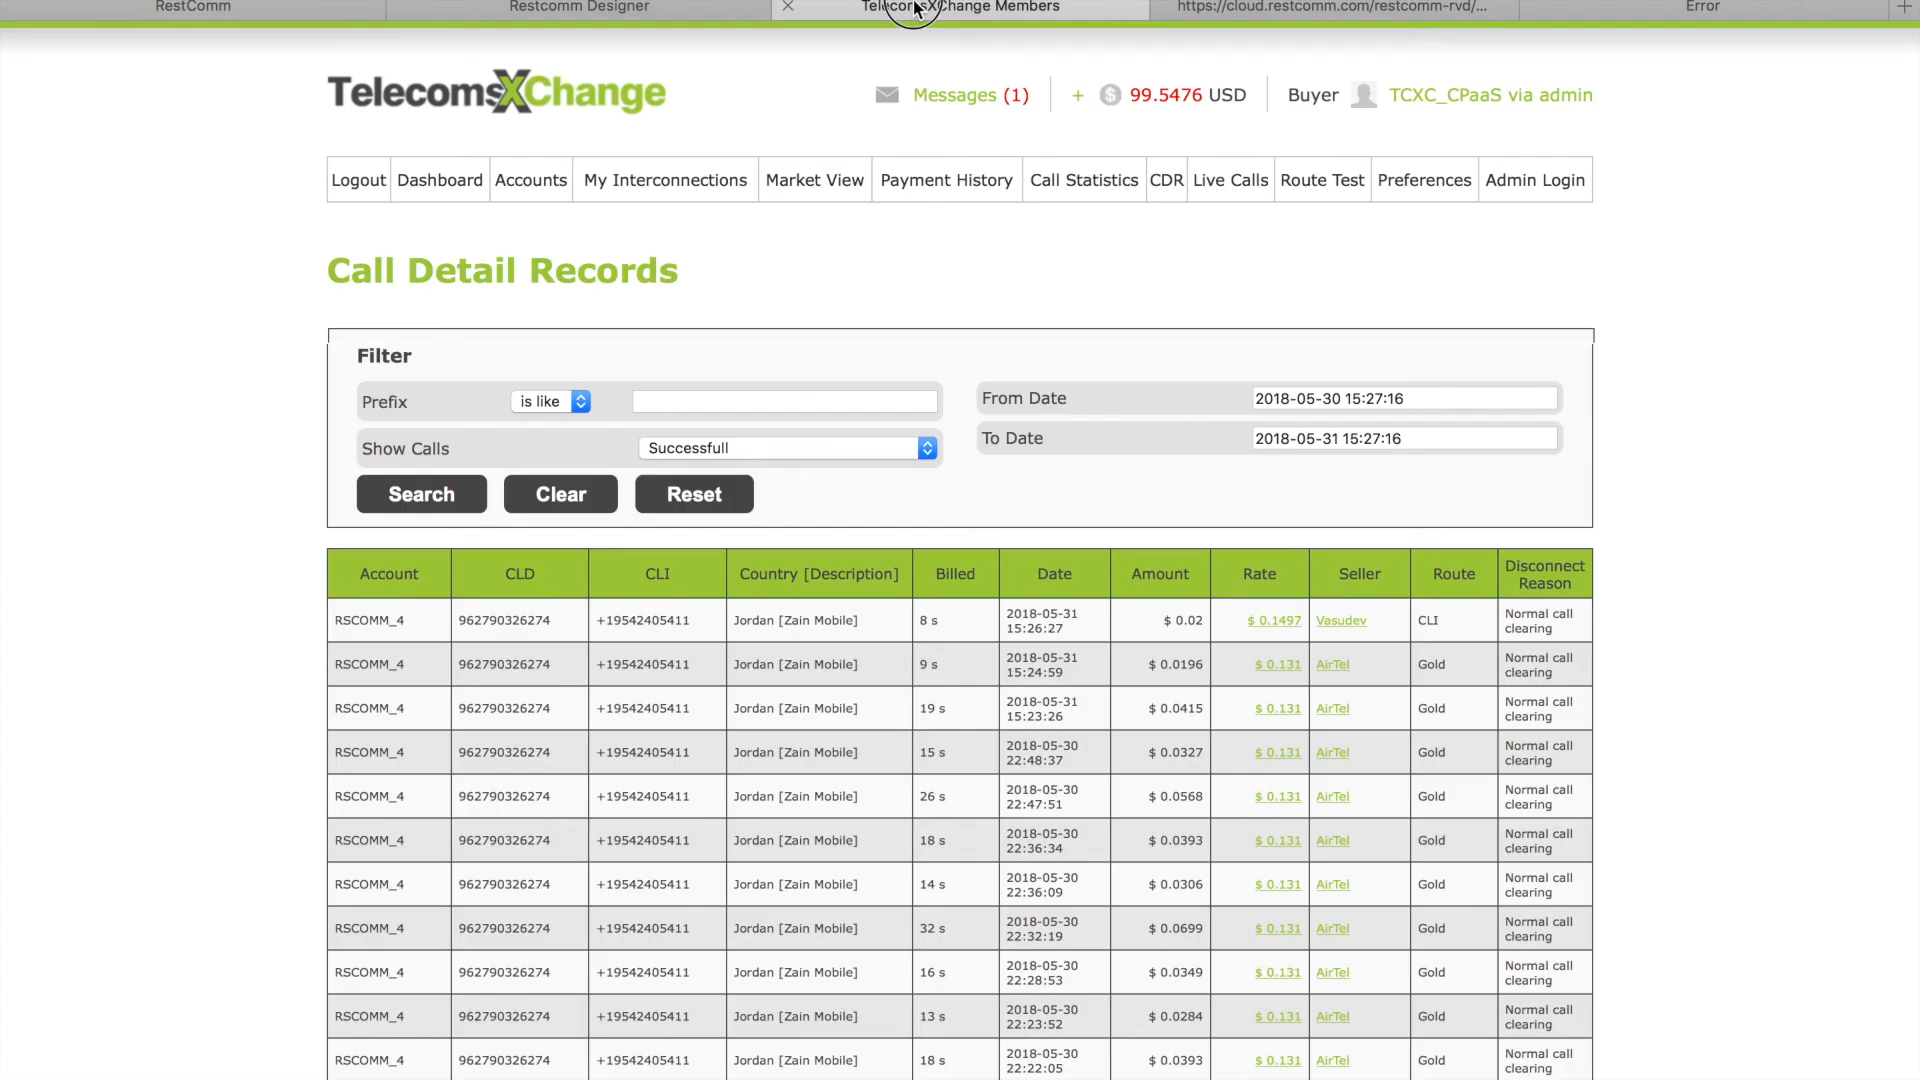 RestComm Restcomm Designer TelecomsXChange Members https://cloud.restcomm.com/restcomm-rvd/... Error +
TelecomsXChange Messages (1) + $ 99.5476 USD Buyer TCXC_CPaaS via admin
Logout Dashboard Accounts My Interconnections Market View Payment History Call Statistics CDR Live Calls Route Test Preferences Admin Login
Call Detail Records
Filter
Prefix is like From Date 2018-05-30 15:27:16
Show Calls Successfull To Date 2018-05-31 15:27:16
Search Clear Reset
Account CLD CLI Country [Description] Billed Date Amount Rate Seller Route Disconnect Reason
RSCOMM_4 962790326274 +19542405411 Jordan [Zain Mobile] 8 s 2018-05-31 15:26:27 $ 0.02 $ 0.1497 Vasudev CLI Normal call clearing
RSCOMM_4 962790326274 +19542405411 Jordan [Zain Mobile] 9 s 2018-05-31 15:24:59 $ 0.0196 $ 0.131 AirTel Gold Normal call clearing
RSCOMM_4 962790326274 +19542405411 Jordan [Zain Mobile] 19 s 2018-05-31 15:23:26 $ 0.0415 $ 0.131 AirTel Gold Normal call clearing
RSCOMM_4 962790326274 +19542405411 Jordan [Zain Mobile] 15 s 2018-05-30 22:48:37 $ 0.0327 $ 0.131 AirTel Gold Normal call clearing
RSCOMM_4 962790326274 +19542405411 Jordan [Zain Mobile] 26 s 2018-05-30 22:47:51 $ 0.0568 $ 0.131 AirTel Gold Normal call clearing
RSCOMM_4 962790326274 +19542405411 Jordan [Zain Mobile] 18 s 2018-05-30 22:36:34 $ 0.0393 $ 0.131 AirTel Gold Normal call clearing
RSCOMM_4 962790326274 +19542405411 Jordan [Zain Mobile] 14 s 2018-05-30 22:36:09 $ 0.0306 $ 0.131 AirTel Gold Normal call clearing
RSCOMM_4 962790326274 +19542405411 Jordan [Zain Mobile] 32 s 2018-05-30 22:32:19 $ 0.0699 $ 0.131 AirTel Gold Normal call clearing
RSCOMM_4 962790326274 +19542405411 Jordan [Zain Mobile] 16 s 2018-05-30 22:28:53 $ 0.0349 $ 0.131 AirTel Gold Normal call clearing
RSCOMM_4 962790326274 +19542405411 Jordan [Zain Mobile] 13 s 2018-05-30 22:23:52 $ 0.0284 $ 0.131 AirTel Gold Normal call clearing
RSCOMM_4 962790326274 +19542405411 Jordan [Zain Mobile] 18 s 2018-05-30 22:22:05 $ 0.0393 $ 0.131 AirTel Gold Normal call clearing